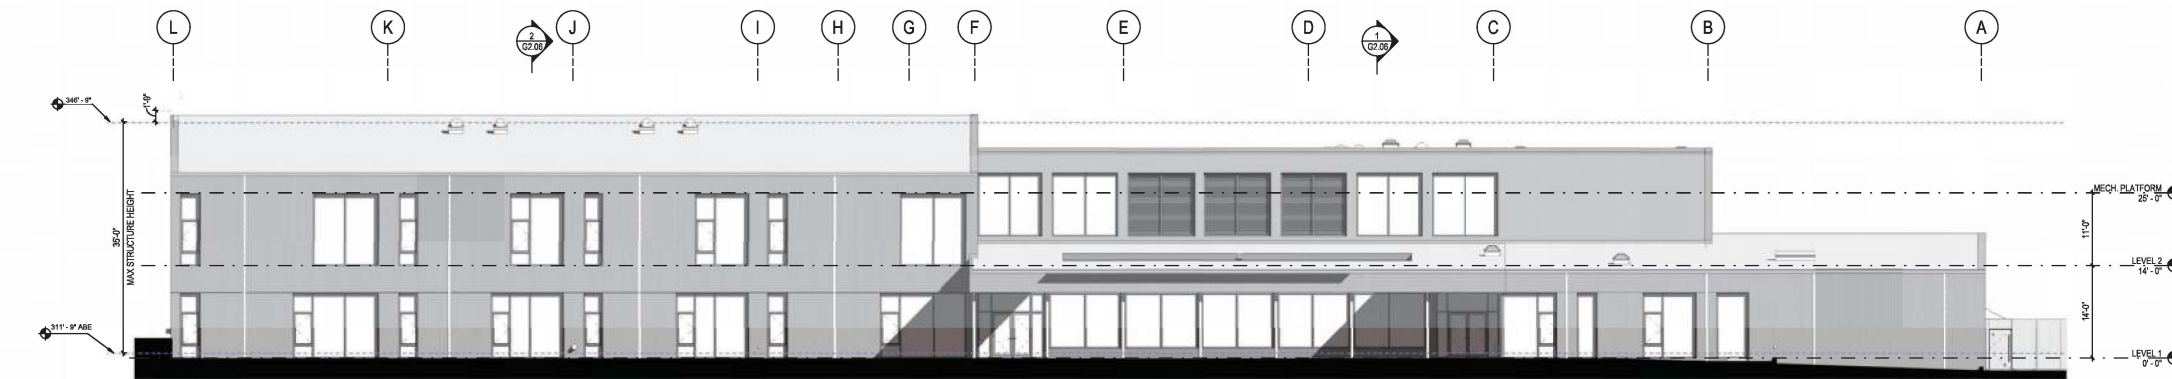 L
K
2
G2.06
J
I
H
G
F
E
D
1
G2.06
C
B
A
346' - 9"
1'-9"
35'-0"
MAX STRUCTURE HEIGHT
311' - 9" ABE
MECH. PLATFORM
25' - 0"
11'-0"
LEVEL 2
14' - 0"
14'-0"
LEVEL 1
0' - 0"